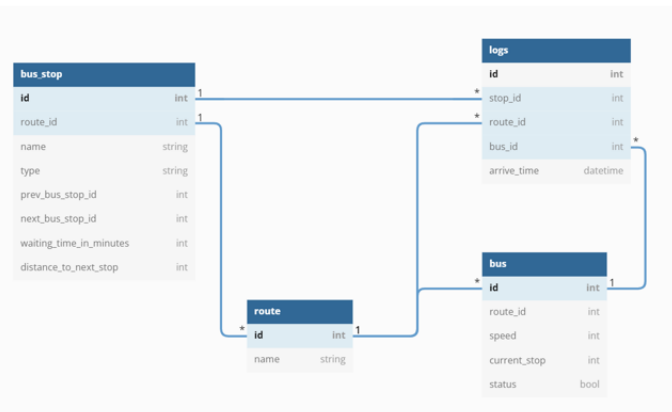 bus_stop
id int 1
route_id int 1
name string
type string
prev_bus_stop_id int
next_bus_stop_id int
waiting_time_in_minutes int
distance_to_next_stop int
logs
id int
* stop_id int
* route_id int
bus_id int *
arrive_time datetime
route
* id int 1
name string
bus
* id int 1
route_id int
speed int
current_stop int
status bool